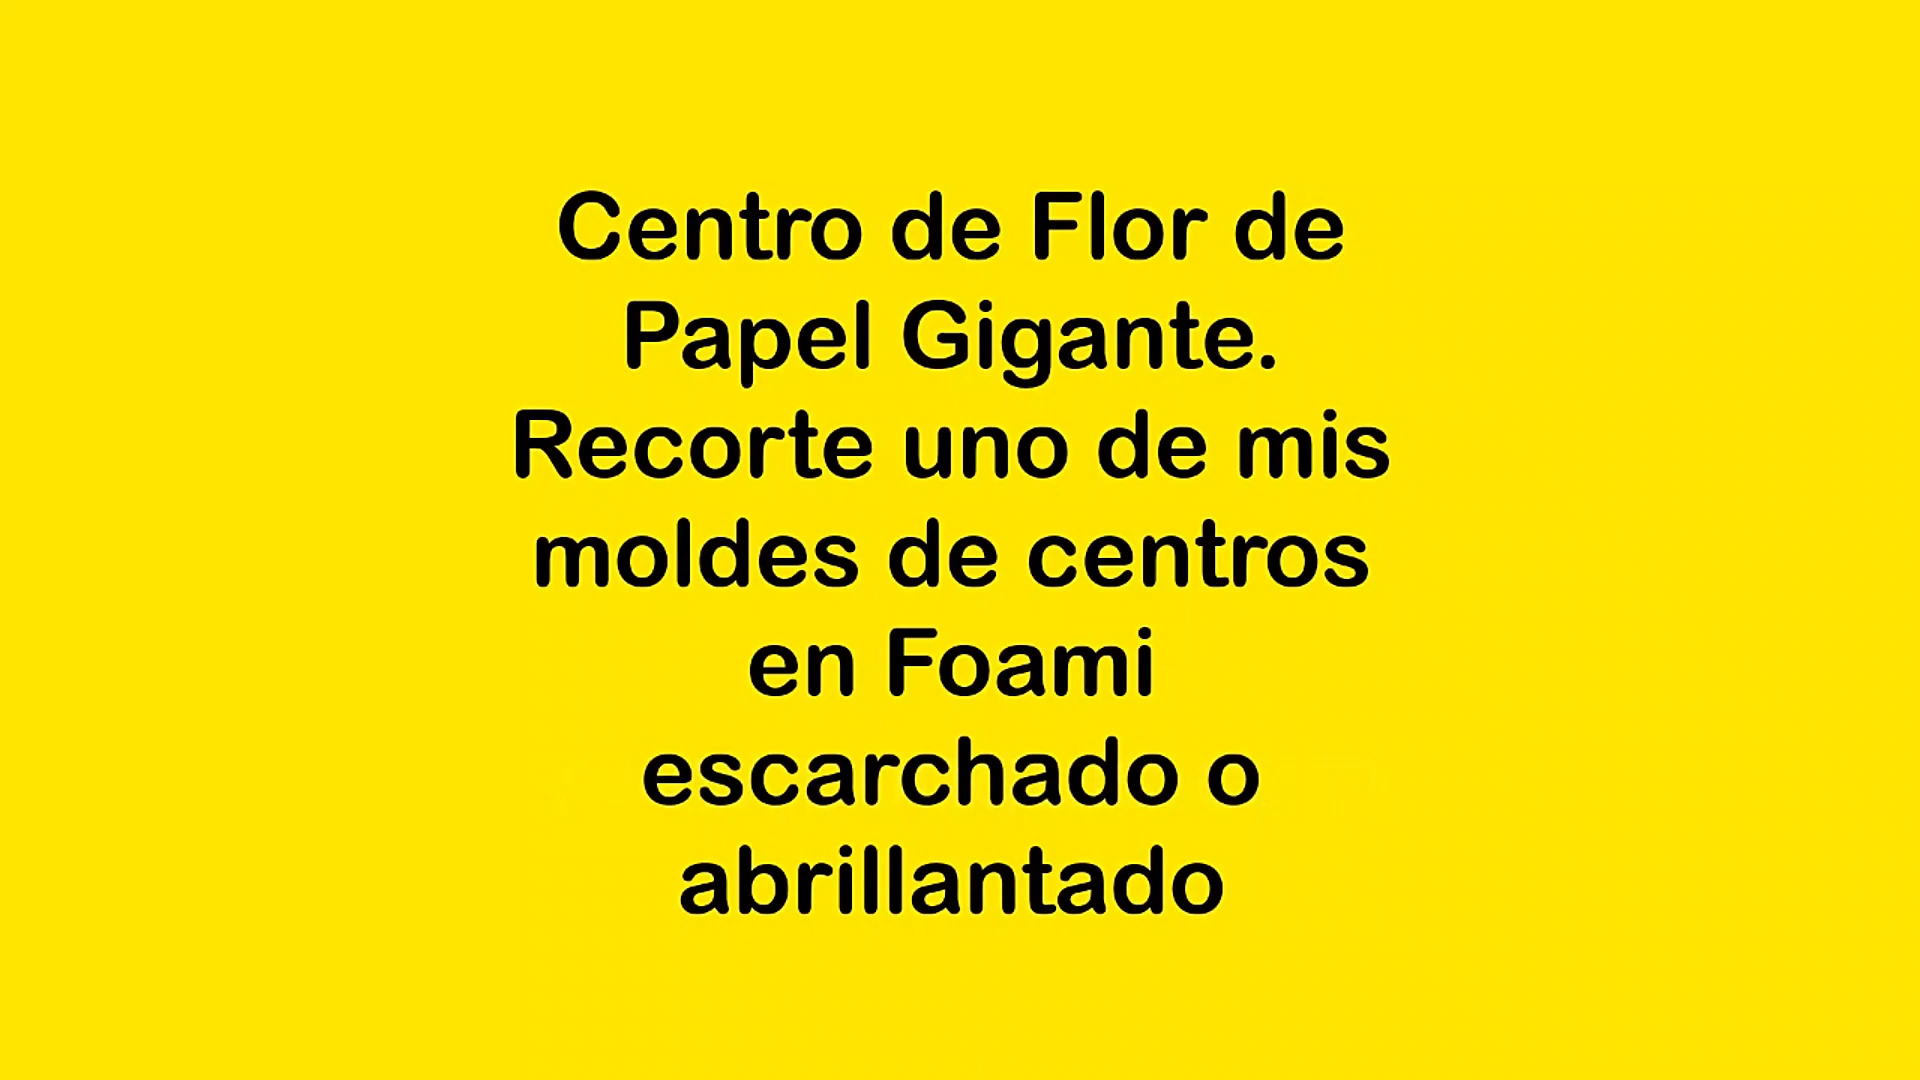 Centro de Flor de
Papel Gigante.
Recorte uno de mis
moldes de centros
en Foami
escarchado o
abrillantado